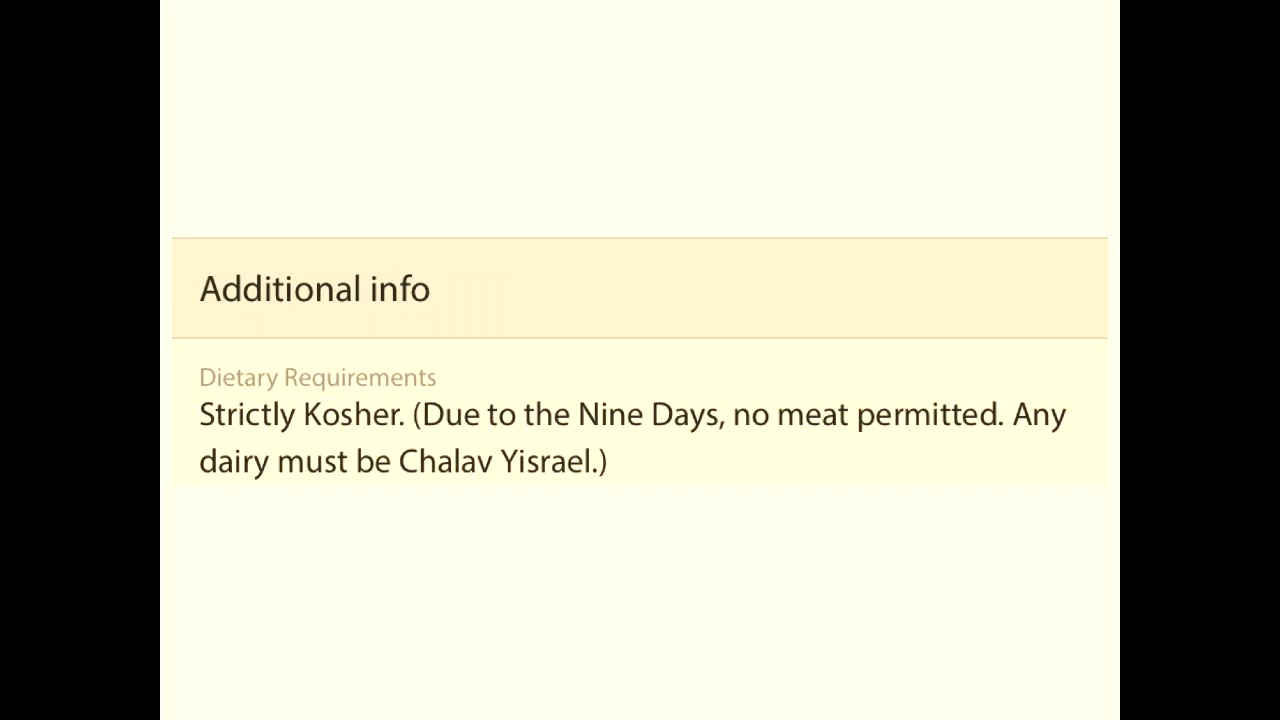 Additional info
Dietary Requirements
Strictly Kosher. (Due to the Nine Days, no meat permitted. Any
dairy must be Chalav Yisrael.)